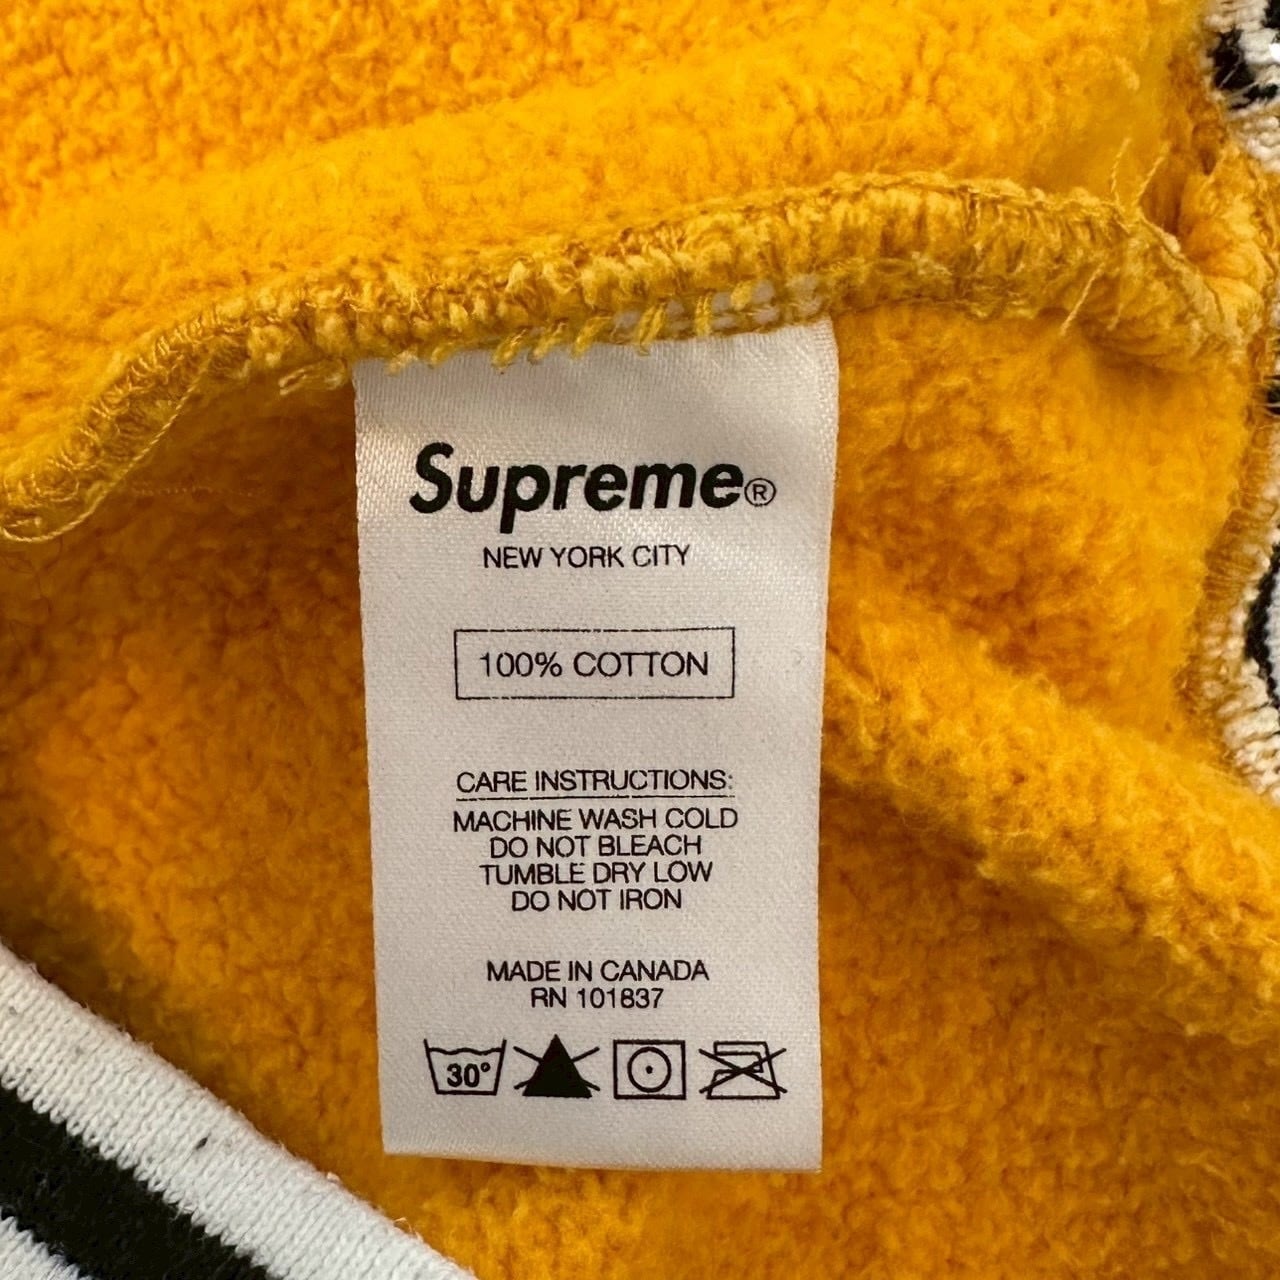 Supreme®
NEW YORK CITY
100% COTTON
CARE INSTRUCTIONS:
MACHINE WASH COLD
DO NOT BLEACH
TUMBLE DRY LOW
DO NOT IRON
MADE IN CANADA
RN 101837
30°